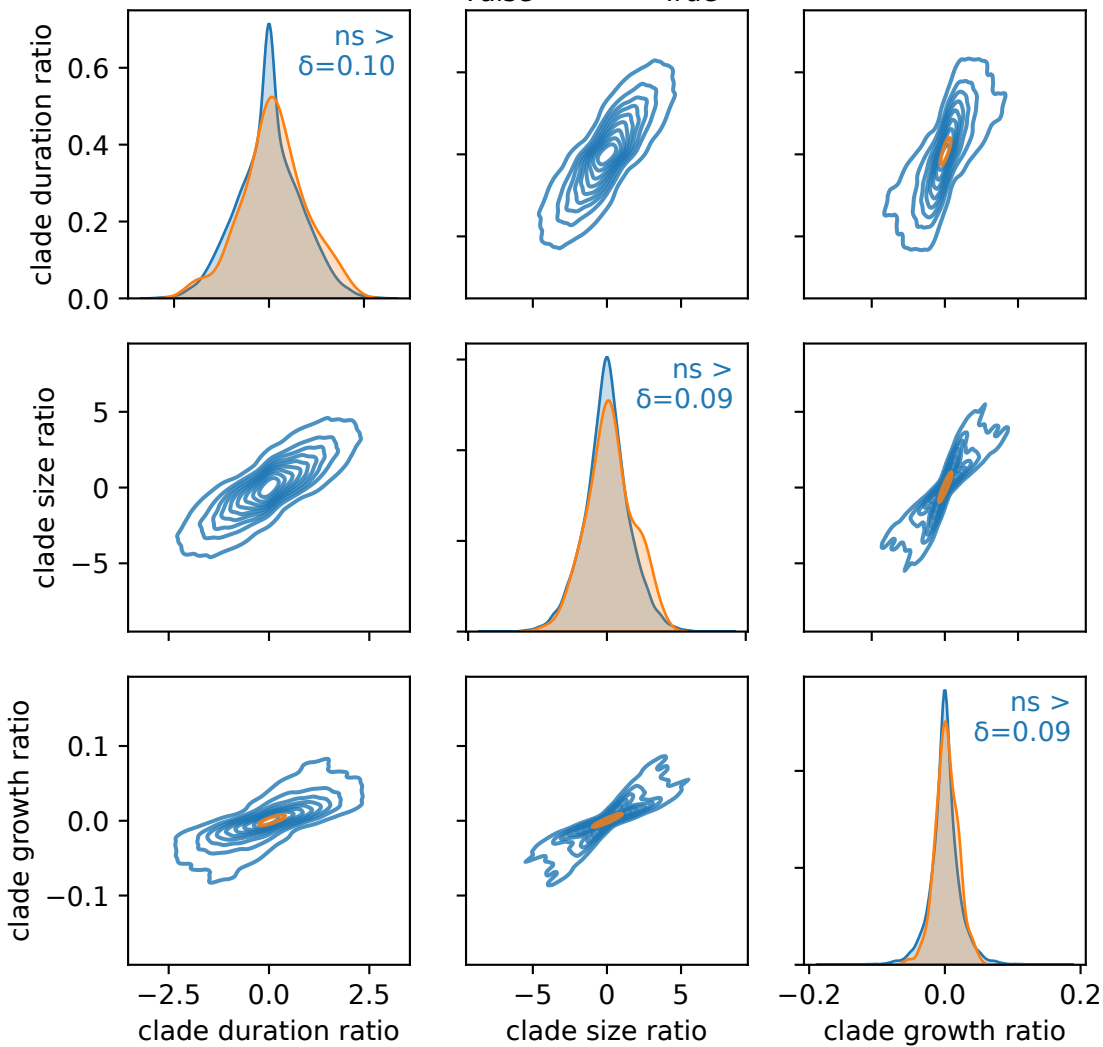 clade duration ratio
0.6
0.4
0.2
0.0
ns >
δ=0.10
clade size ratio
5
0
−5
ns >
δ=0.09
clade growth ratio
0.1
0.0
−0.1
ns >
δ=0.09
−2.5 0.0 2.5
−5 0 5
−0.2 0.0 0.2
clade duration ratio
clade size ratio
clade growth ratio